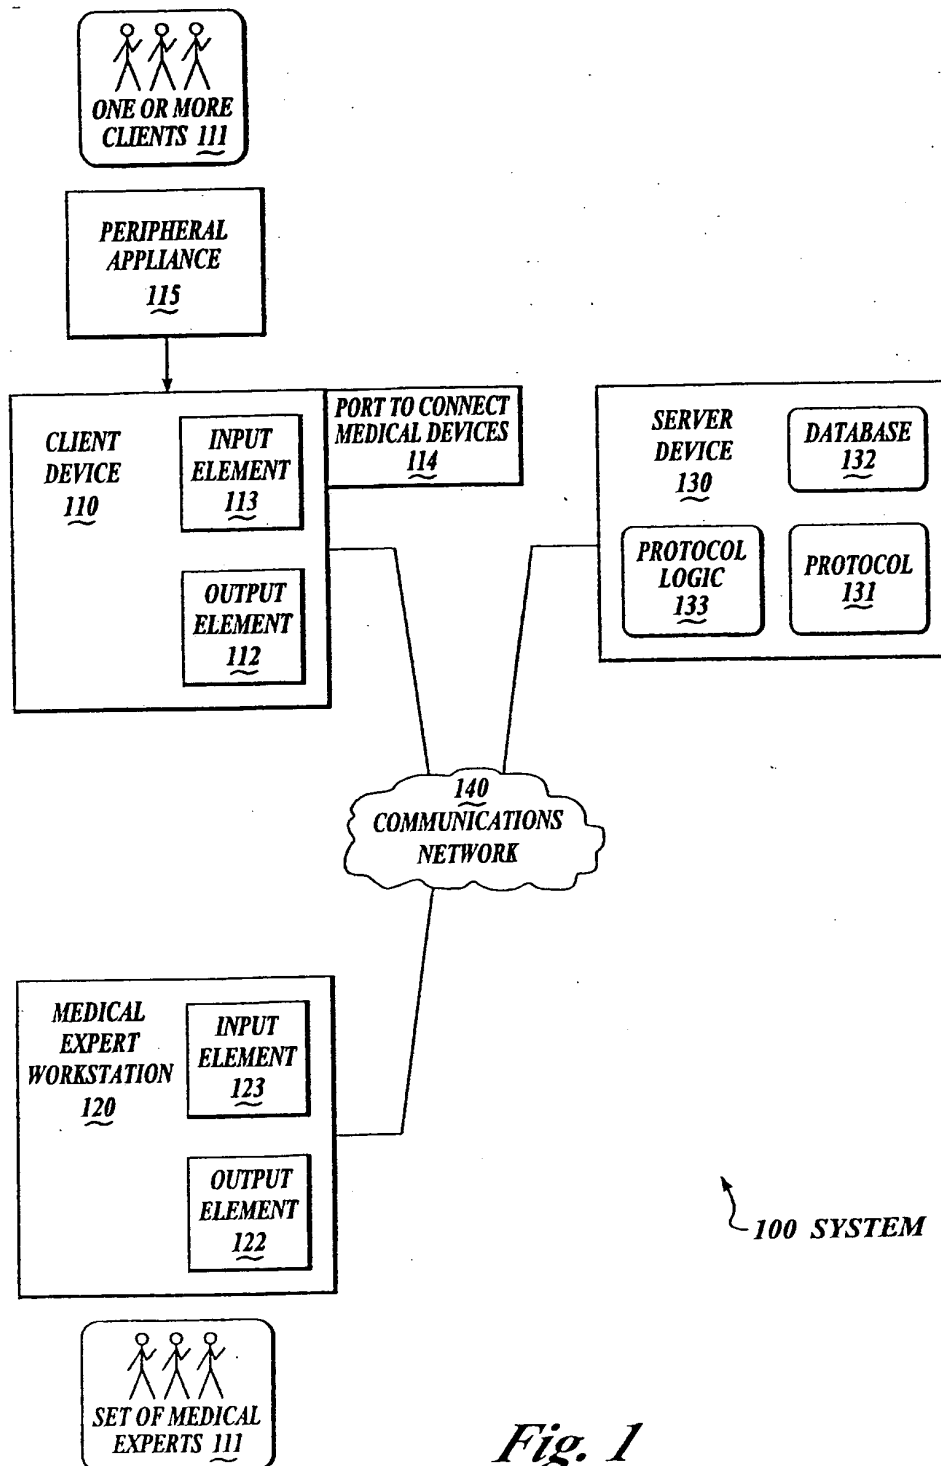 ONE OR MORE
CLIENTS 111
PERIPHERAL
APPLIANCE
115
CLIENT
DEVICE
110
INPUT
ELEMENT
113
OUTPUT
ELEMENT
112
PORT TO CONNECT
MEDICAL DEVICES
114
SERVER
DEVICE
130
DATABASE
132
PROTOCOL
LOGIC
133
PROTOCOL
131
140
COMMUNICATIONS
NETWORK
MEDICAL
EXPERT
WORKSTATION
120
INPUT
ELEMENT
123
OUTPUT
ELEMENT
122
100 SYSTEM
SET OF MEDICAL
EXPERTS 111
Fig. 1